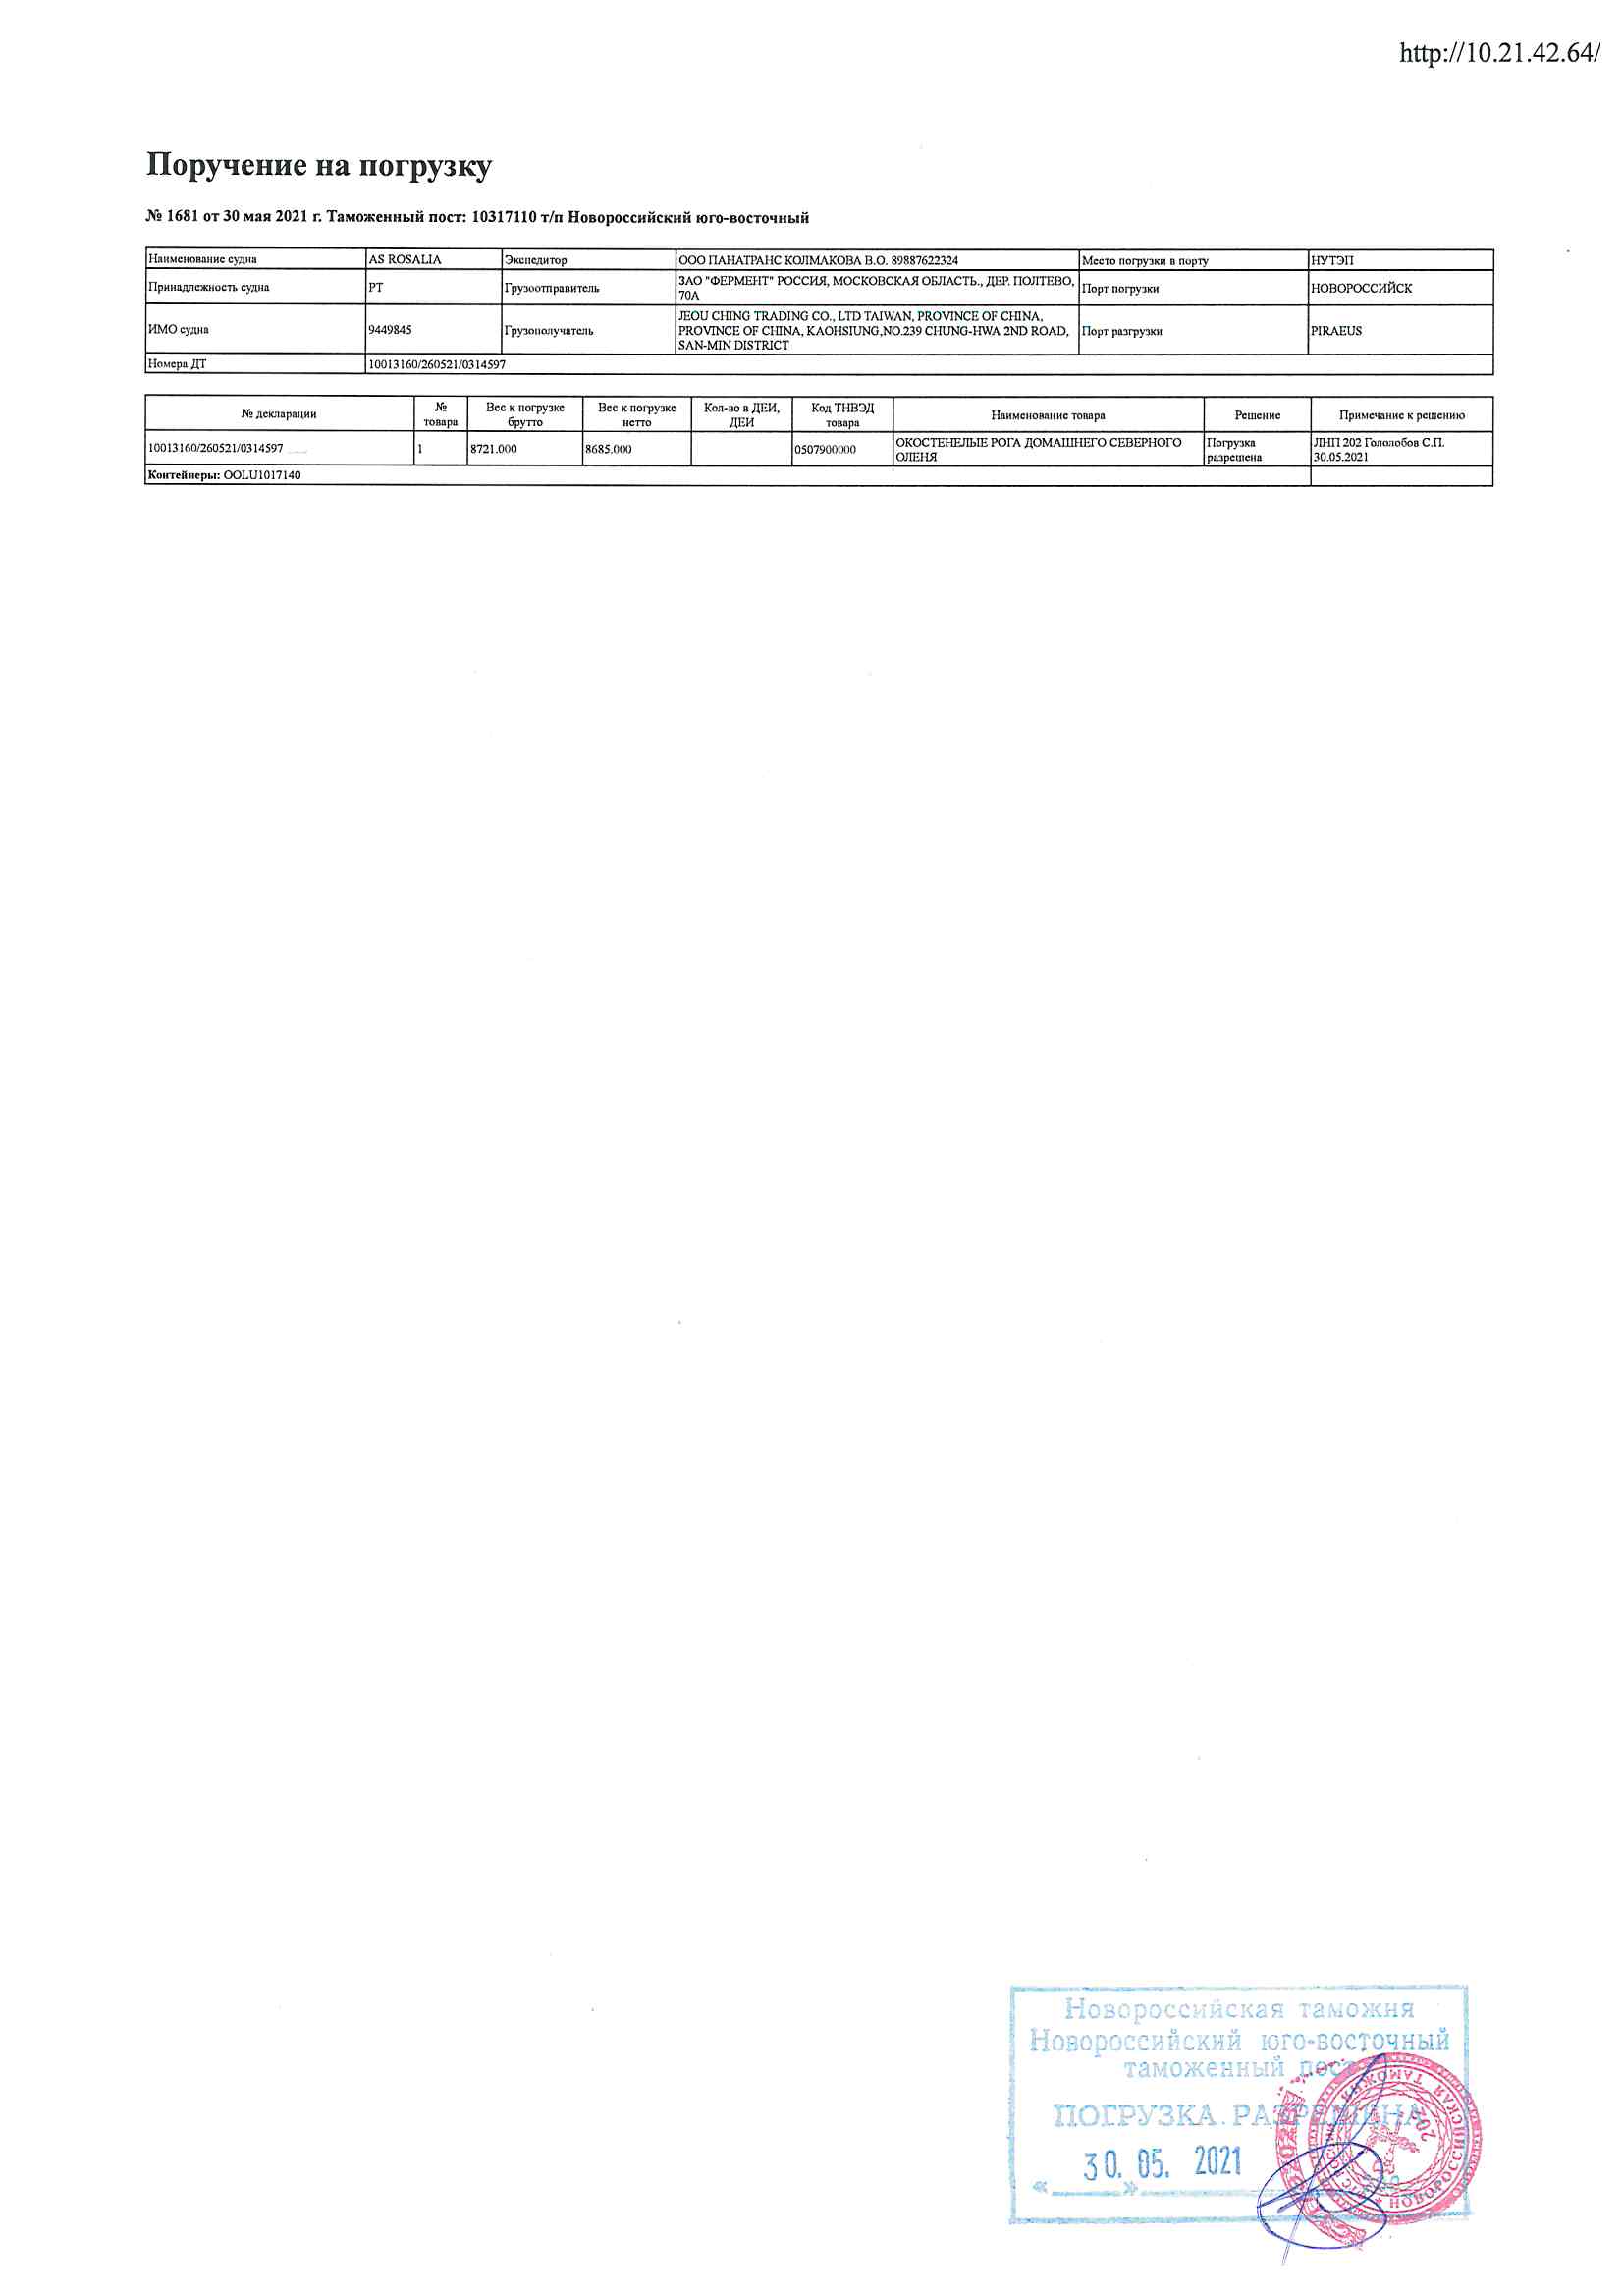 http://10.21.42.64/
Поручение на погрузку
№ 1681 от 30 мая 2021 г. Таможенный пост: 10317110 т/п Новороссийский юго-восточный
Наименование судна AS ROSALIA Экспедитор ООО ПАНАТРАНС КОЛМАКОВА В.О. 89887622324 Место погрузки в порту НУТЭП
Принадлежность судна PT Грузоотправитель ЗАО "ФЕРМЕНТ" РОССИЯ, МОСКОВСКАЯ ОБЛАСТЬ., ДЕР. ПОЛТЕВО, 70А Порт погрузки НОВОРОССИЙСК
ИМО судна 9449845 Грузополучатель JEOU CHING TRADING CO., LTD TAIWAN, PROVINCE OF CHINA, PROVINCE OF CHINA, KAOHSIUNG,NO.239 CHUNG-HWA 2ND ROAD, SAN-MIN DISTRICT Порт разгрузки PIRAEUS
Номера ДТ 10013160/260521/0314597
№ декларации № товара Вес к погрузке брутто Вес к погрузке нетто Кол-во в ДЕИ, ДЕИ Код ТНВЭД товара Наименование товара Решение Примечание к решению
10013160/260521/0314597 1 8721.000 8685.000 0507900000 ОКОСТЕНЕЛЫЕ РОГА ДОМАШНЕГО СЕВЕРНОГО ОЛЕНЯ Погрузка разрешена ЛНП 202 Гололобов С.П. 30.05.2021
Контейнеры: OOLU1017140
Новороссийская таможня
Новороссийский юго-восточный
таможенный пост
ПОГРУЗКА РАЗРЕШЕНА
30. 05. 2021
« »